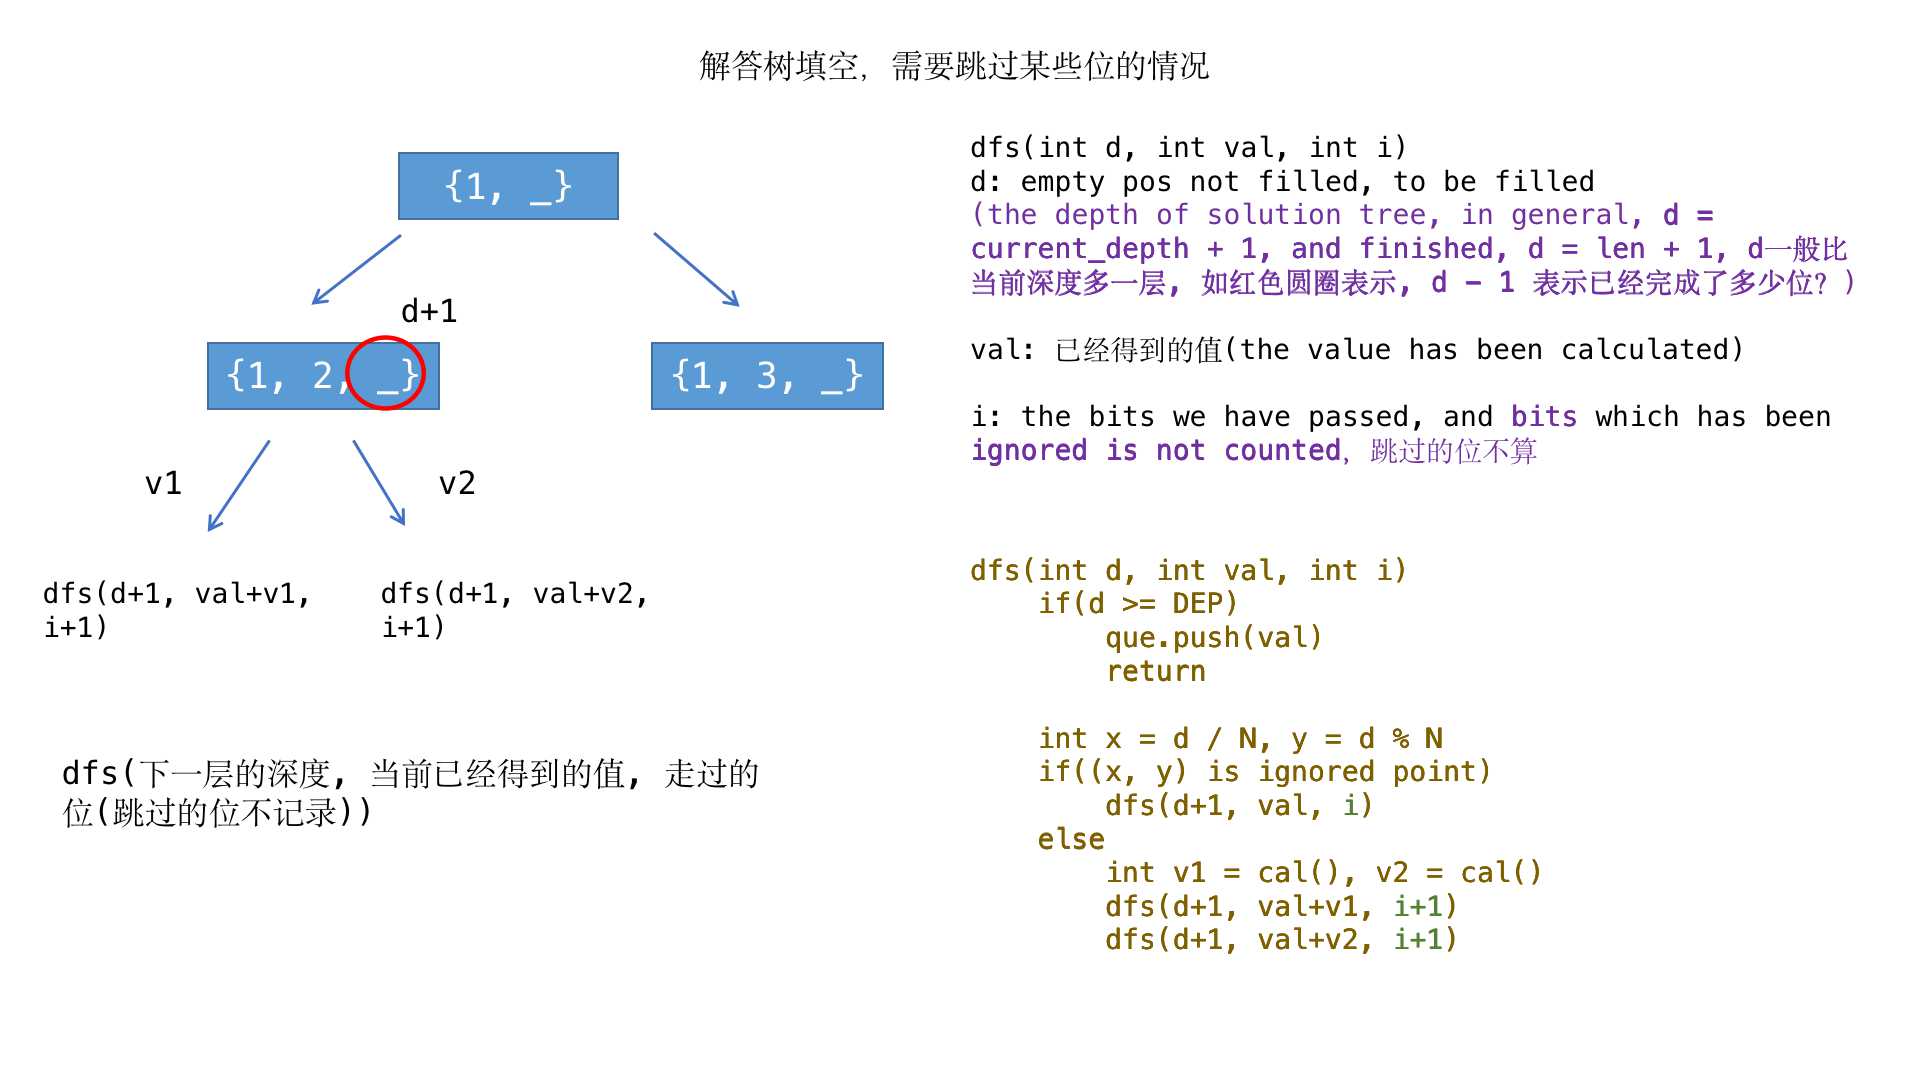 解答树填空，需要跳过某些位的情况
{1, _}
d+1
{1, 2, _}
{1, 3, _}
v1
v2
dfs(d+1, val+v1,
i+1)
dfs(d+1, val+v2,
i+1)
dfs(下一层的深度, 当前已经得到的值, 走过的
位(跳过的位不记录))
dfs(int d, int val, int i)
d: empty pos not filled, to be filled
(the depth of solution tree, in general, d =
current_depth + 1, and finished, d = len + 1, d一般比
当前深度多一层, 如红色圆圈表示, d - 1 表示已经完成了多少位? )
val: 已经得到的值(the value has been calculated)
i: the bits we have passed, and bits which has been
ignored is not counted, 跳过的位不算
dfs(int d, int val, int i)
    if(d >= DEP)
        que.push(val)
        return
    int x = d / N, y = d % N
    if((x, y) is ignored point)
        dfs(d+1, val, i)
    else
        int v1 = cal(), v2 = cal()
        dfs(d+1, val+v1, i+1)
        dfs(d+1, val+v2, i+1)